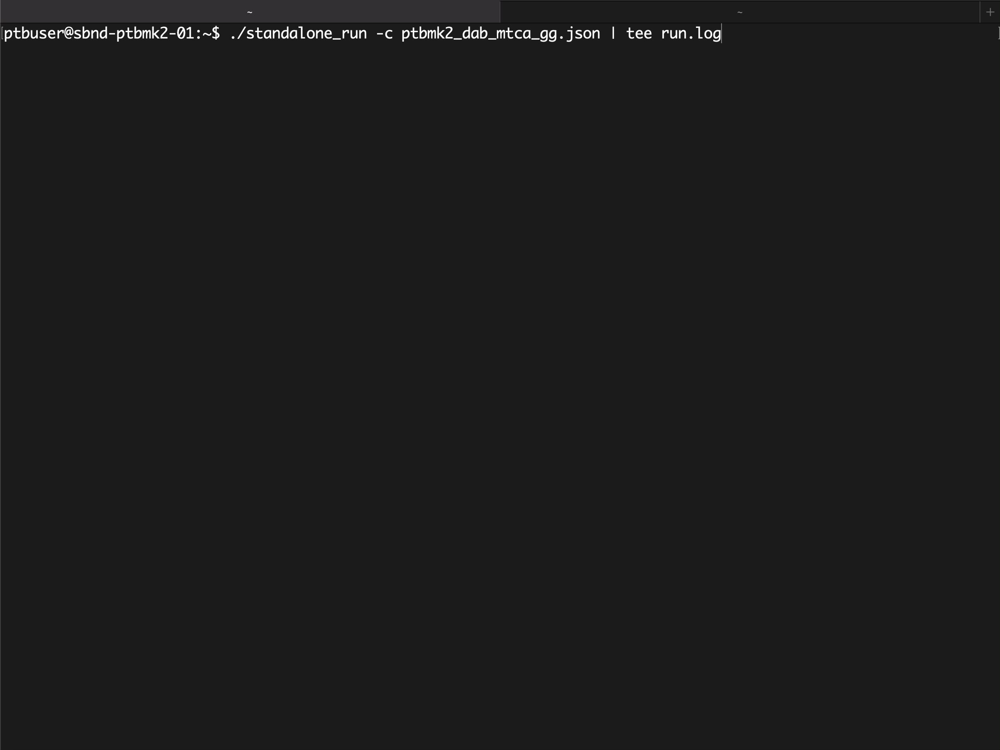 ~ ~ +
[ptbuser@sbnd-ptbmk2-01:~$ ./standalone_run -c ptbmk2_dab_mtca_gg.json | tee run.log ]